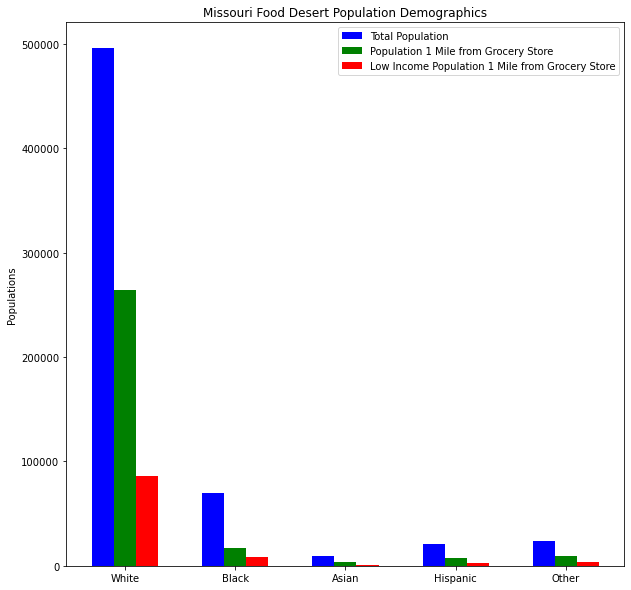 Missouri Food Desert Population Demographics
Total Population
Population 1 Mile from Grocery Store
Low Income Population 1 Mile from Grocery Store
Populations
500000
400000
300000
200000
100000
0
White
Black
Asian
Hispanic
Other